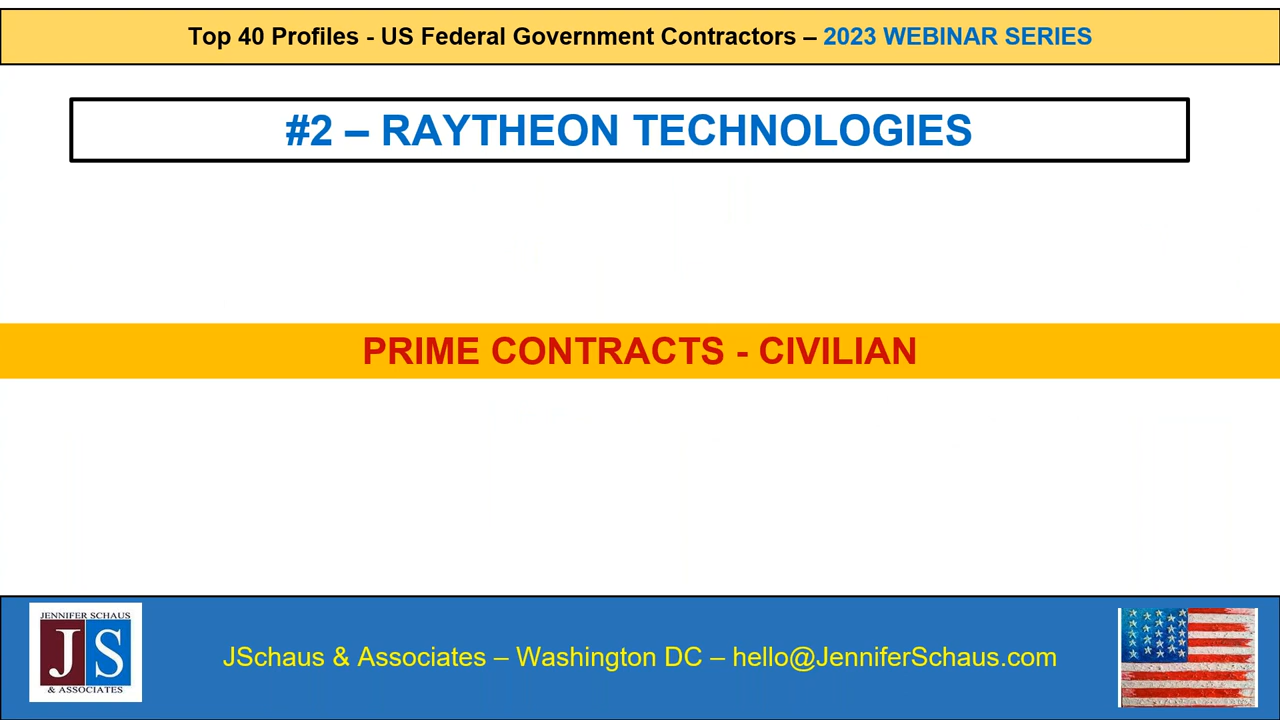 Top 40 Profiles - US Federal Government Contractors – 2023 WEBINAR SERIES
#2 – RAYTHEON TECHNOLOGIES
PRIME CONTRACTS - CIVILIAN
JENNIFER SCHAUS
JS
& ASSOCIATES
JSchaus & Associates – Washington DC – hello@JenniferSchaus.com